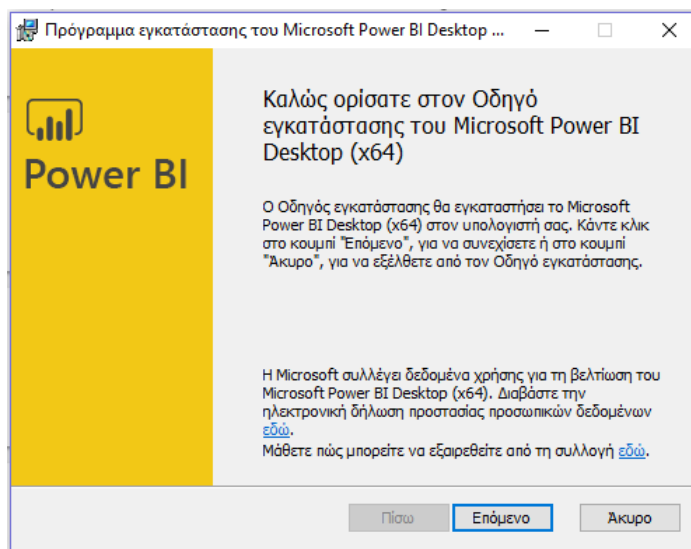 Πρόγραμμα εγκατάστασης του Microsoft Power BI Desktop ...
Power BI
Καλώς ορίσατε στον Οδηγό
εγκατάστασης του Microsoft Power BI
Desktop (x64)
Ο Οδηγός εγκατάστασης θα εγκαταστήσει το Microsoft
Power BI Desktop (x64) στον υπολογιστή σας. Κάντε κλικ
στο κουμπί "Επόμενο", για να συνεχίσετε ή στο κουμπί
"Άκυρο", για να εξέλθετε από τον Οδηγό εγκατάστασης.
Η Microsoft συλλέγει δεδομένα χρήσης για τη βελτίωση του
Microsoft Power BI Desktop (x64). Διαβάστε την
ηλεκτρονική δήλωση προστασίας προσωπικών δεδομένων
εδώ.
Μάθετε πώς μπορείτε να εξαιρεθείτε από τη συλλογή εδώ.
Πίσω Επόμενο Άκυρο